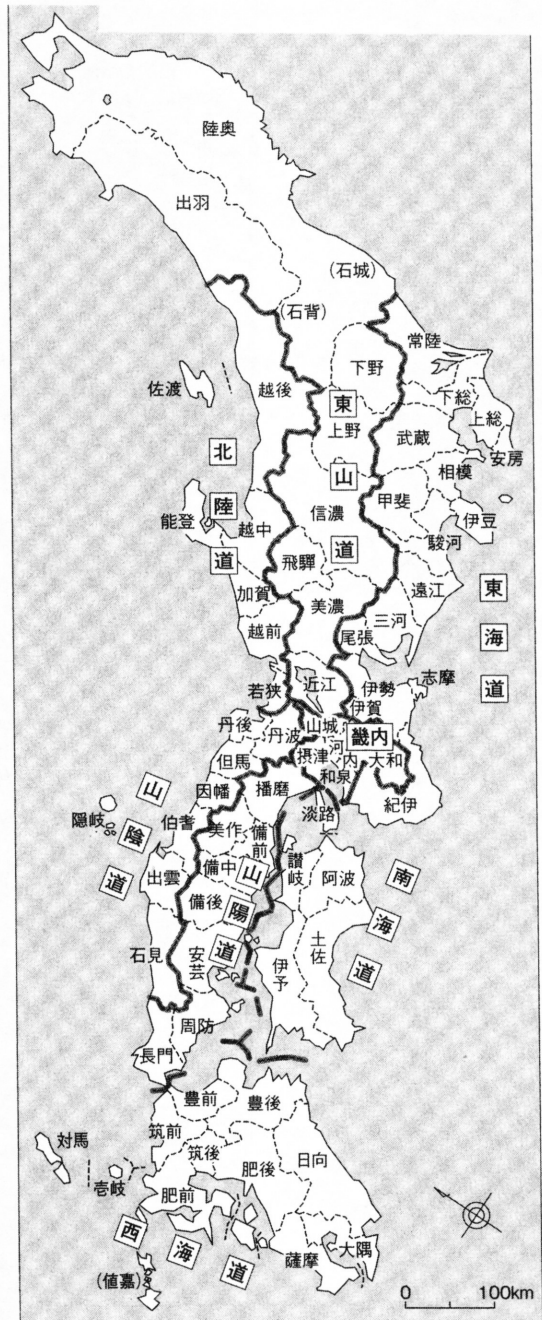 陸奥
出羽
(石城)
(石背)
常陸
下野
佐渡
越後
東山道
下総
上総
上野
武蔵
安房
北陸道
相模
甲斐
伊豆
能登
越中
信濃
駿河
飛驒
遠江
東海道
加賀
美濃
三河
越前
尾張
志摩
若狭
近江
伊勢
伊賀
丹後
丹波
山城
畿内
摂津
河内
大和
但馬
和泉
紀伊
山陰道
因幡
播磨
淡路
隠岐
伯耆
美作
備前
讃岐
阿波
南海道
出雲
備中
山陽道
備後
土佐
石見
安芸
伊予
周防
長門
豊前
豊後
対馬
筑前
筑後
日向
壱岐
肥後
肥前
西海道
薩摩
大隅
(値嘉)
0 100km